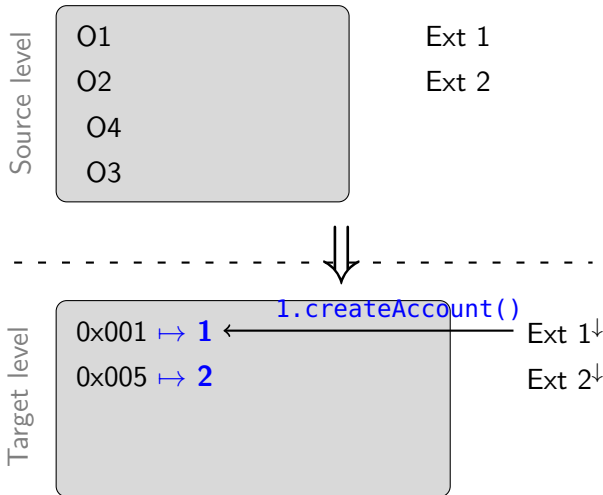 Source level
O1
Ext 1
O2
Ext 2
O4
O3
Target level
1.createAccount()
0x001 ↦ 1
Ext 1↓
0x005 ↦ 2
Ext 2↓